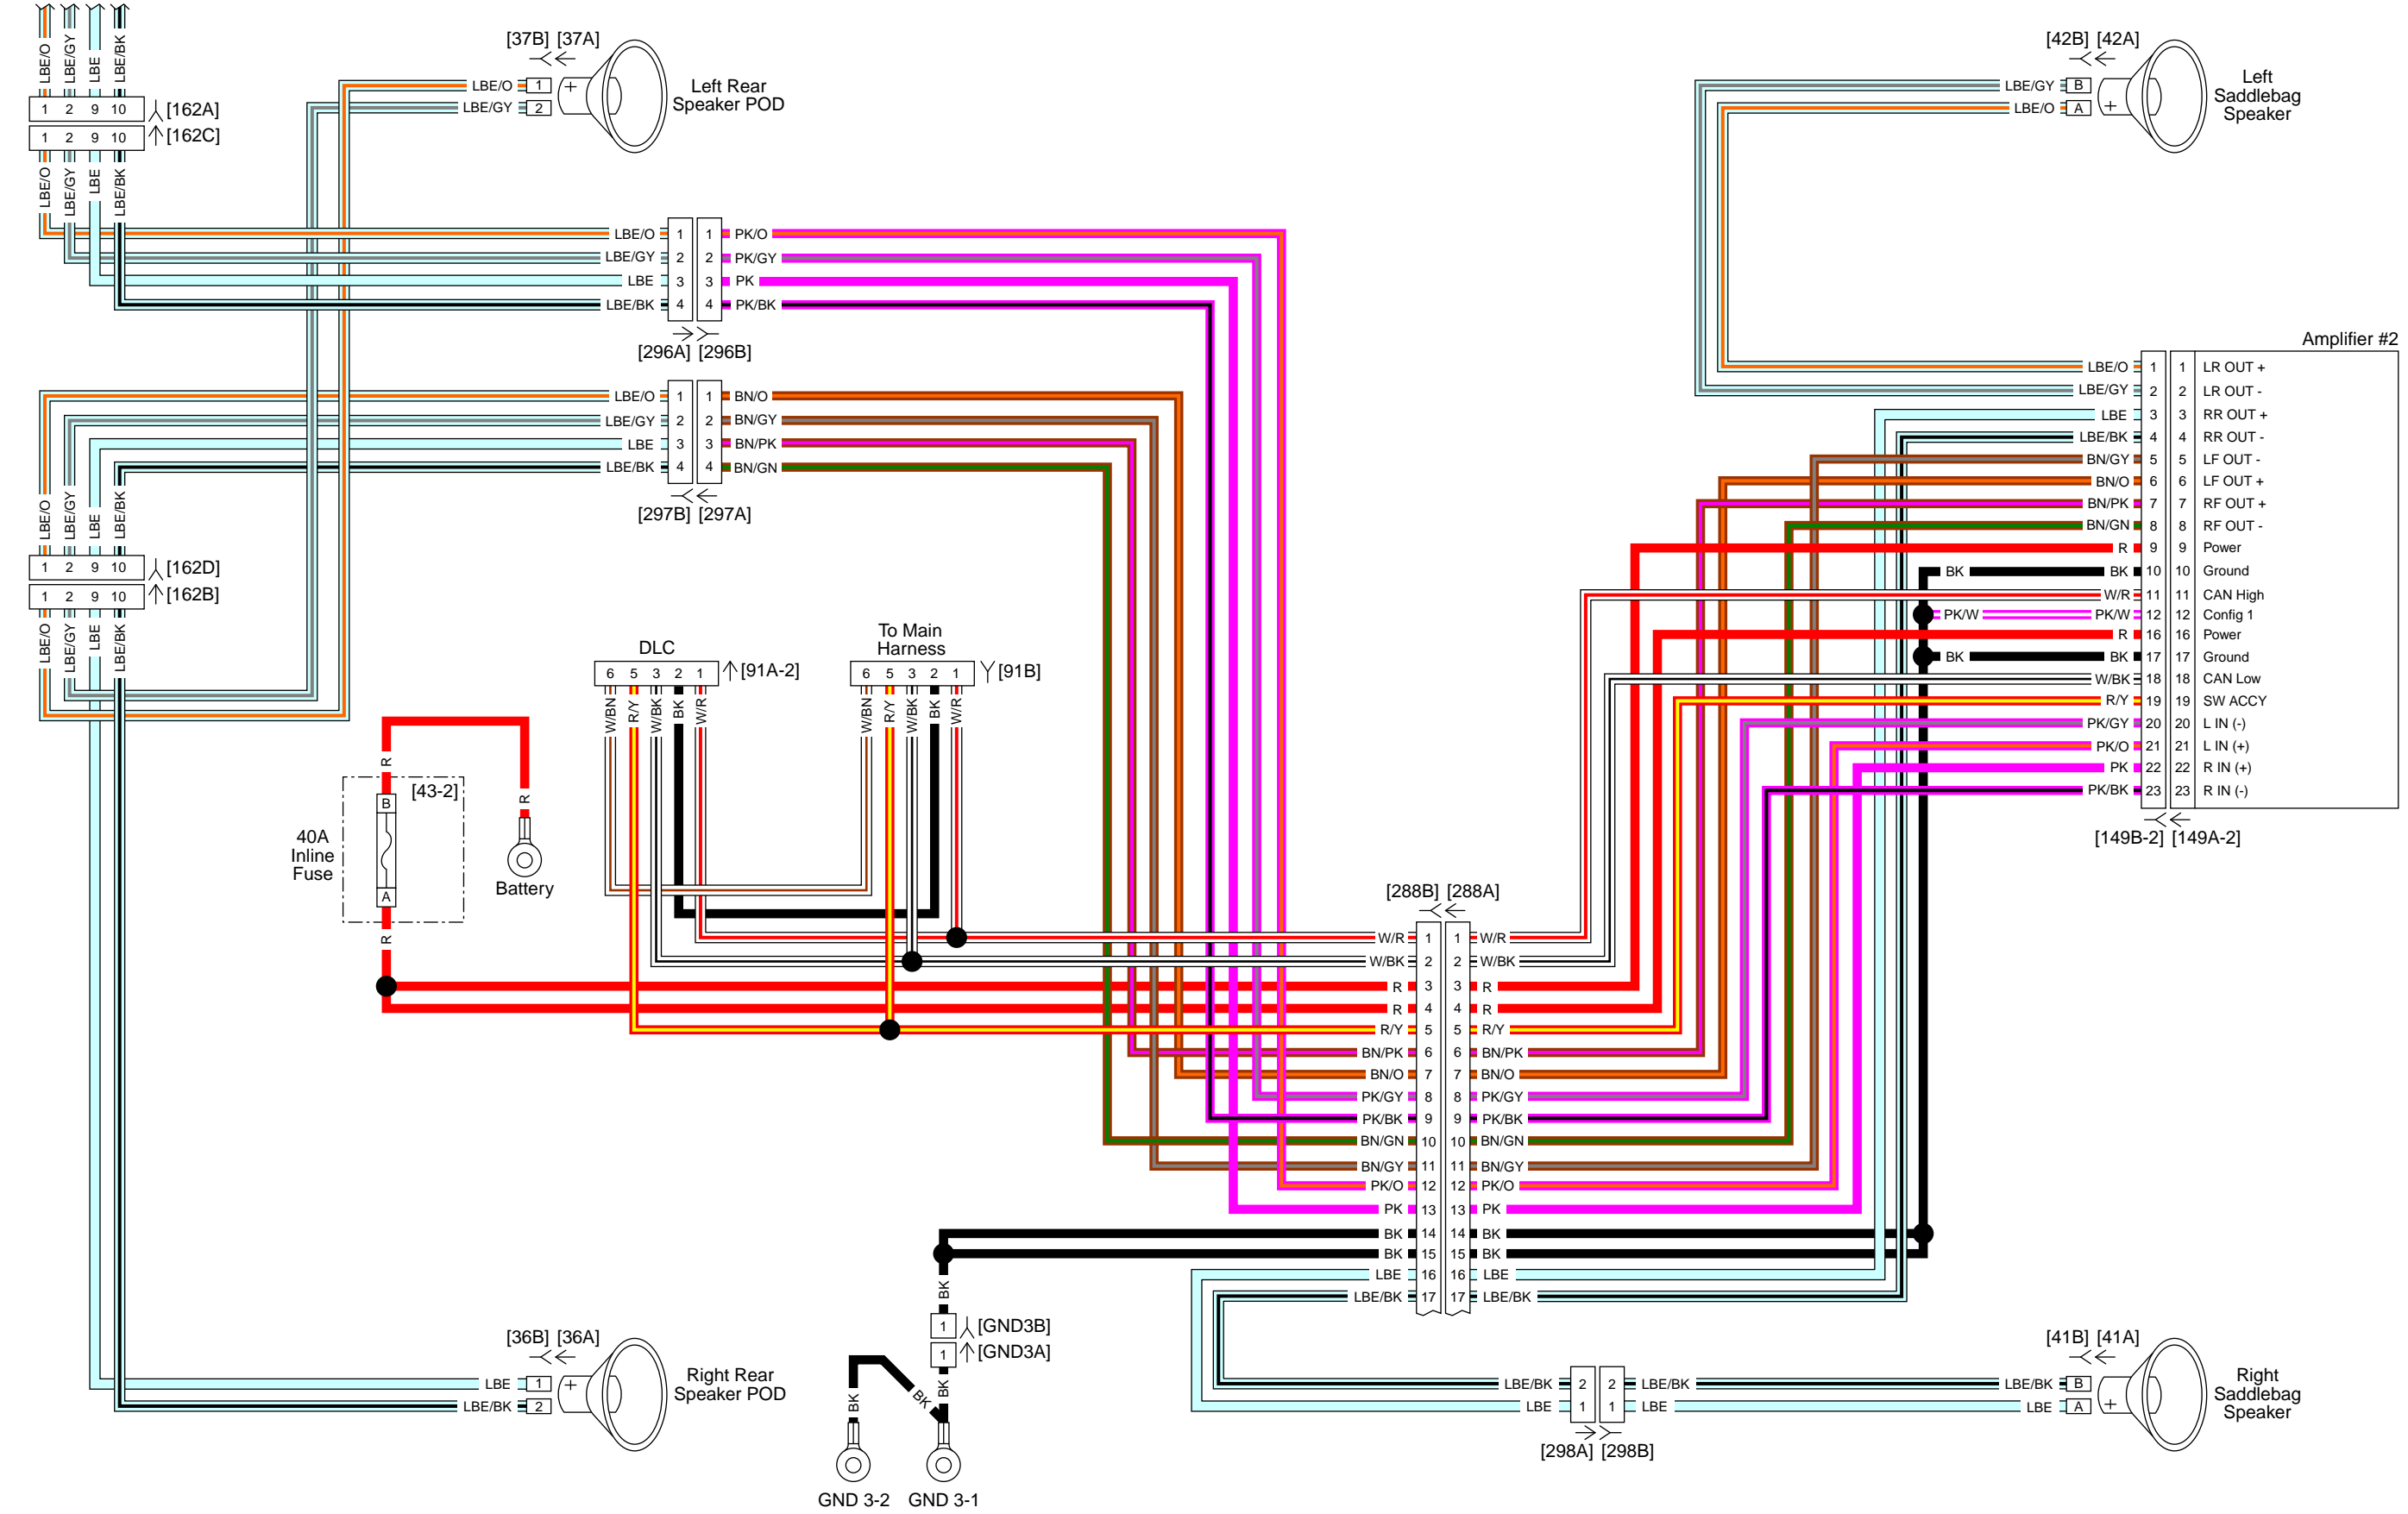 LBE/O LBE/GY LBE LBE/BK
1 2 9 10 [162A]
1 2 9 10 [162C]
LBE/O LBE/GY LBE LBE/BK
[37B] [37A]
LBE/O 1 +
LBE/GY 2
Left Rear
Speaker POD
[42B] [42A]
LBE/GY B
LBE/O A +
Left
Saddlebag
Speaker
LBE/O 1 1 PK/O
LBE/GY 2 2 PK/GY
LBE 3 3 PK
LBE/BK 4 4 PK/BK
[296A] [296B]
LBE/O 1 1 BN/O
LBE/GY 2 2 BN/GY
LBE 3 3 BN/PK
LBE/BK 4 4 BN/GN
[297B] [297A]
LBE/O LBE/GY LBE LBE/BK
1 2 9 10 [162D]
1 2 9 10 [162B]
LBE/O LBE/GY LBE LBE/BK
Amplifier #2
LBE/O 1 1 LR OUT +
LBE/GY 2 2 LR OUT -
LBE 3 3 RR OUT +
LBE/BK 4 4 RR OUT -
BN/GY 5 5 LF OUT -
BN/O 6 6 LF OUT +
BN/PK 7 7 RF OUT +
BN/GN 8 8 RF OUT -
R 9 9 Power
BK BK 10 10 Ground
W/R 11 11 CAN High
PK/W PK/W 12 12 Config 1
R 16 16 Power
BK BK 17 17 Ground
W/BK 18 18 CAN Low
R/Y 19 19 SW ACCY
PK/GY 20 20 L IN (-)
PK/O 21 21 L IN (+)
PK 22 22 R IN (+)
PK/BK 23 23 R IN (-)
[149B-2] [149A-2]
DLC
6 5 3 2 1 [91A-2]
W/BN R/Y W/BK BK W/R
To Main
Harness
6 5 3 2 1 [91B]
W/BN R/Y W/BK BK W/R
R
R
[43-2]
B
40A
Inline
Fuse
A
R
Battery
[288B] [288A]
W/R 1 1 W/R
W/BK 2 2 W/BK
R 3 3 R
R 4 4 R
R/Y 5 5 R/Y
BN/PK 6 6 BN/PK
BN/O 7 7 BN/O
PK/GY 8 8 PK/GY
PK/BK 9 9 PK/BK
BN/GN 10 10 BN/GN
BN/GY 11 11 BN/GY
PK/O 12 12 PK/O
PK 13 13 PK
BK 14 14 BK
BK 15 15 BK
LBE 16 16 LBE
LBE/BK 17 17 LBE/BK
BK
1 [GND3B]
1 [GND3A]
BK BK BK
GND 3-2 GND 3-1
[36B] [36A]
LBE 1 +
LBE/BK 2
Right Rear
Speaker POD
LBE/BK 2 2 LBE/BK
LBE 1 1 LBE
[298A] [298B]
[41B] [41A]
LBE/BK B
LBE A +
Right
Saddlebag
Speaker